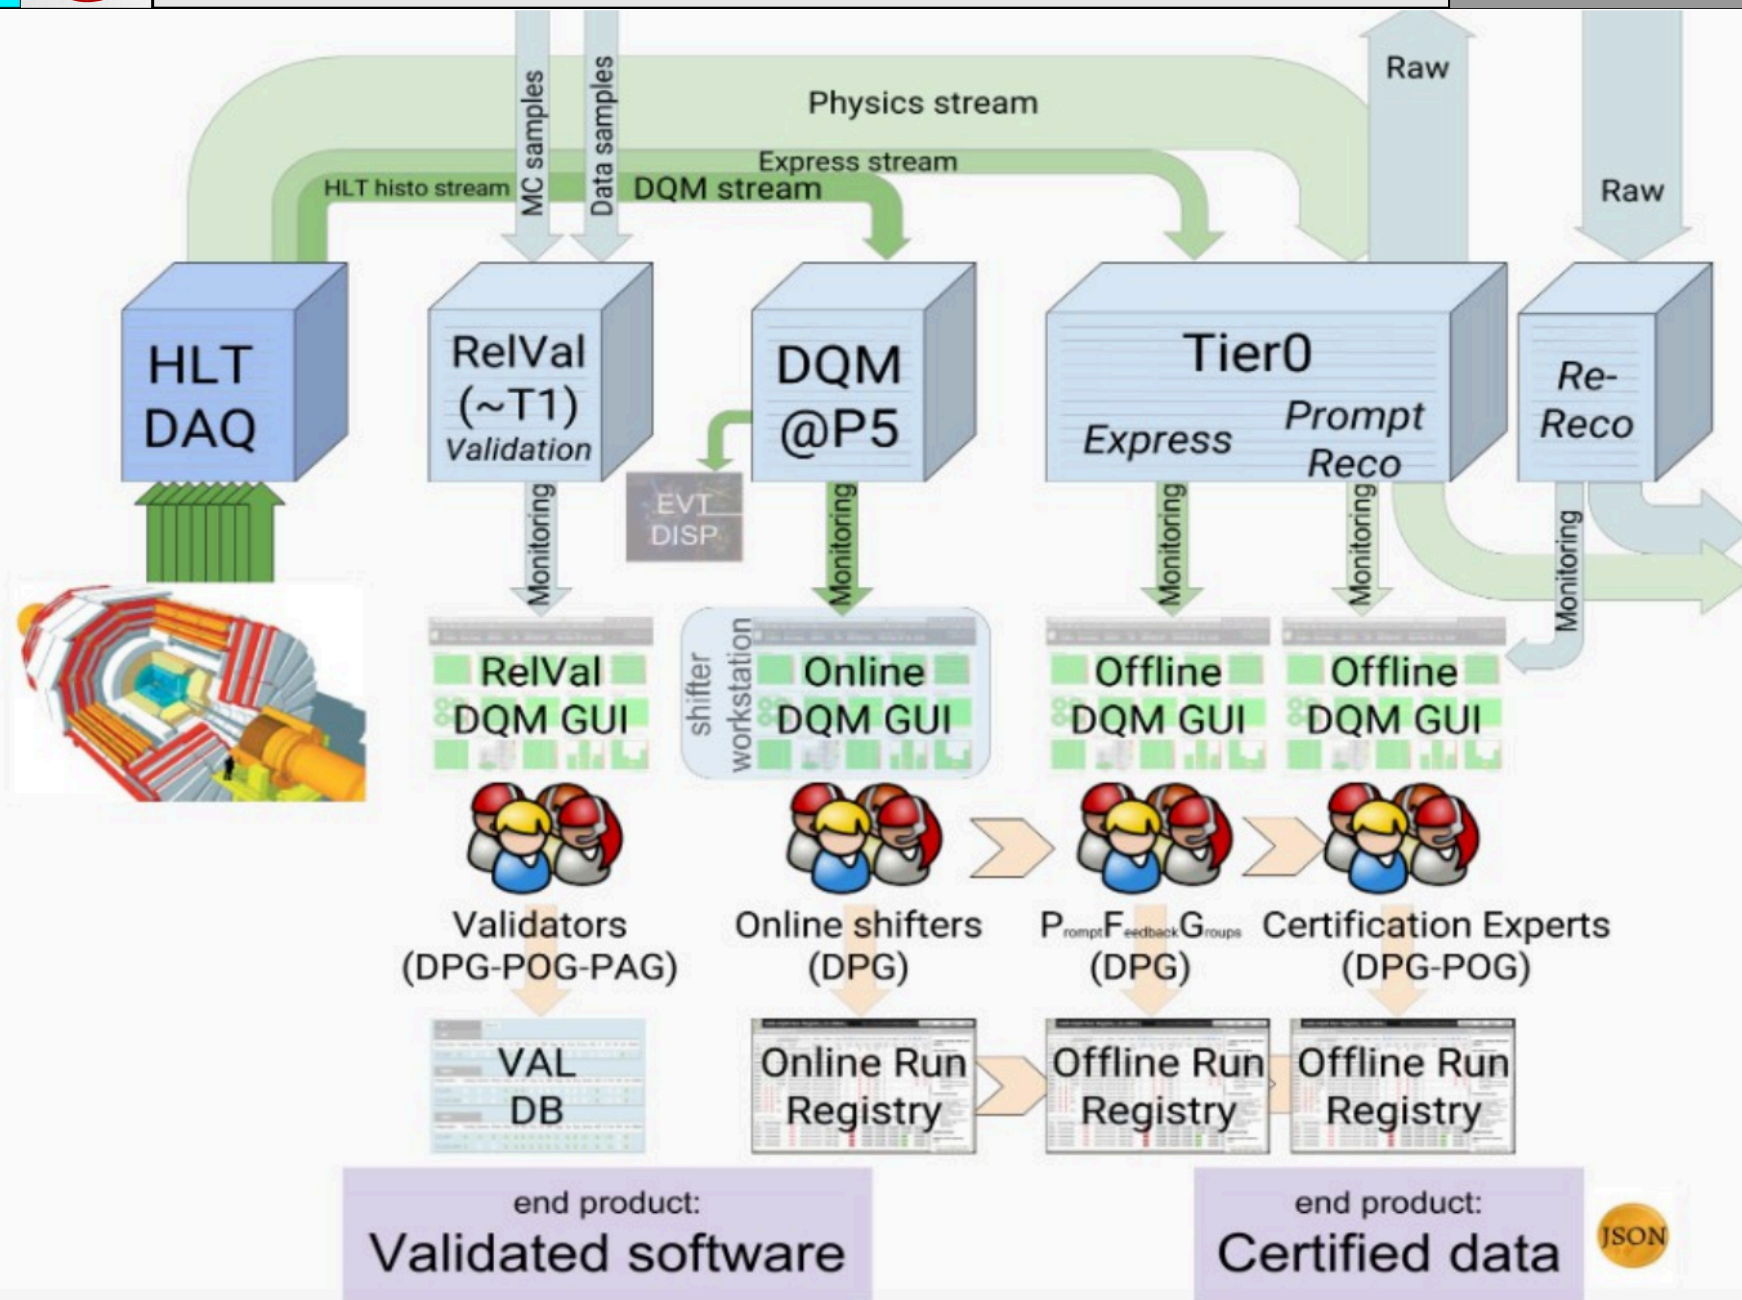 Raw
Physics stream
MC samples
Data samples
Express stream
HLT histo stream
DQM stream
Raw
HLT
DAQ
RelVal
(~T1)
Validation
DQM
@P5
Tier0
Express
Prompt
Reco
Re-
Reco
EVT
DISP
Monitoring
Monitoring
Monitoring
Monitoring
Monitoring
RelVal
DQM GUI
shifter
workstation
Online
DQM GUI
Offline
DQM GUI
Offline
DQM GUI
Validators
(DPG-POG-PAG)
Online shifters
(DPG)
PromptFeedbackGroups
(DPG)
Certification Experts
(DPG-POG)
VAL
DB
Online Run
Registry
Offline Run
Registry
Offline Run
Registry
end product:
Validated software
end product:
Certified data
JSON